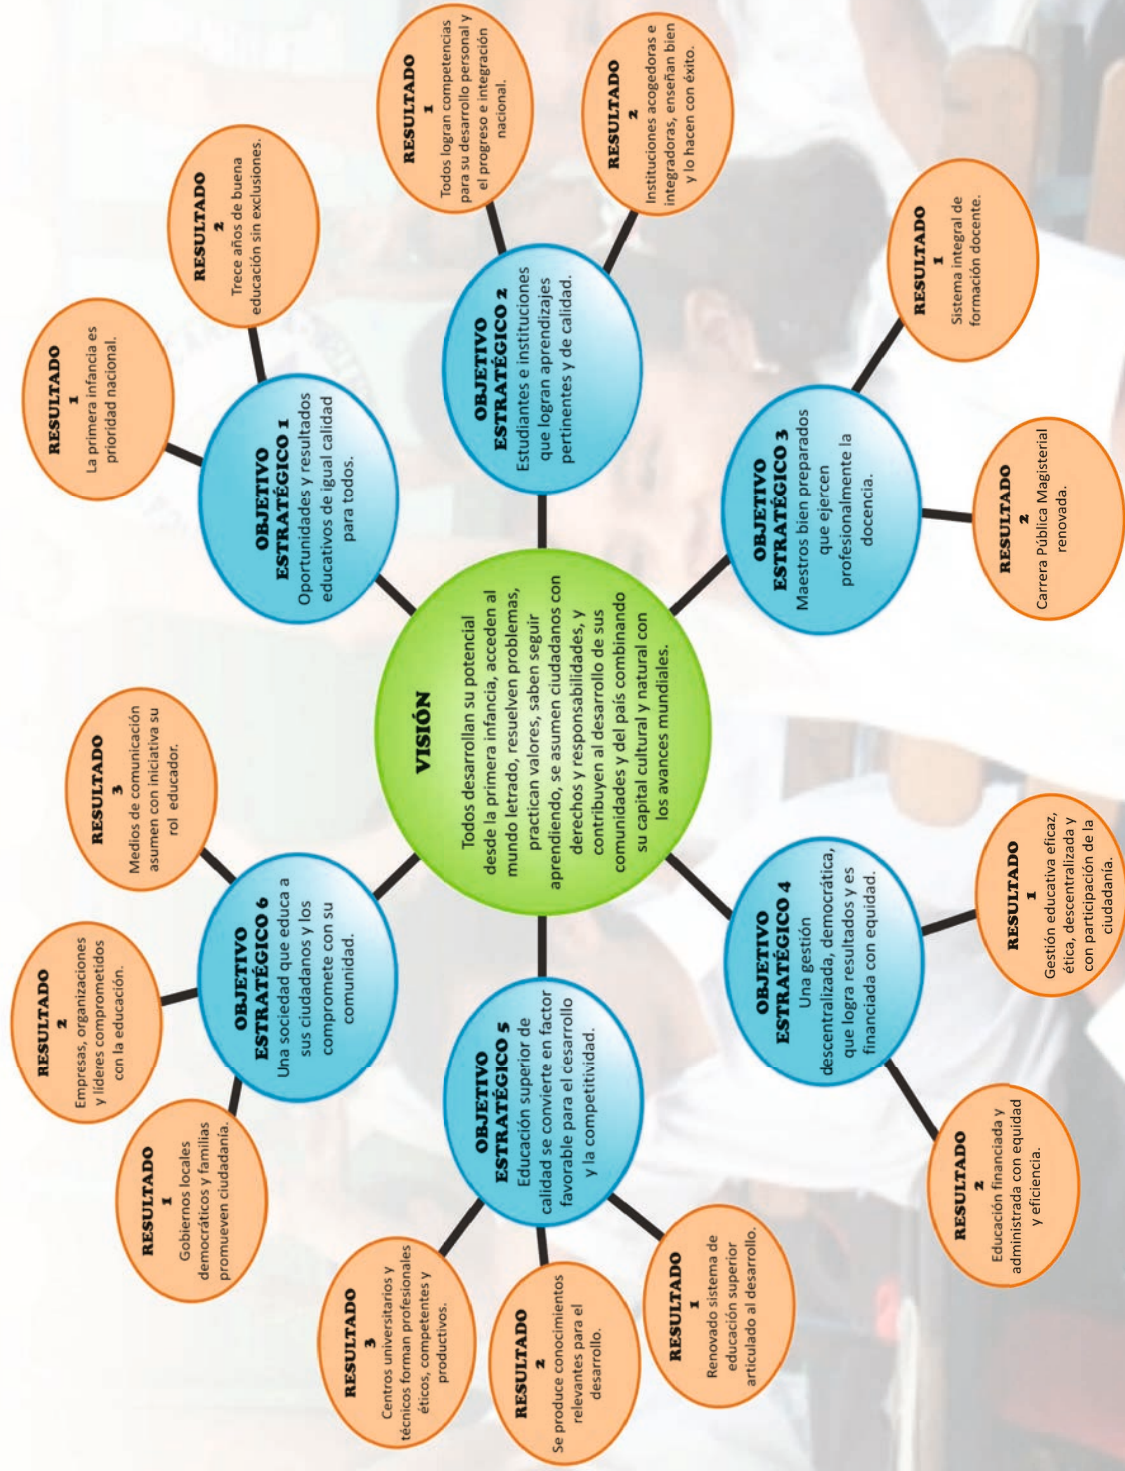 VISIÓN
Todos desarrollan su potencial
desde la primera infancia, acceden al
mundo letrado, resuelven problemas,
practican valores, saben seguir
aprendiendo, se asumen ciudadanos con
derechos y responsabilidades, y
contribuyen al desarrollo de sus
comunidades y del país combinando
su capital cultural y natural con
los avances mundiales.
OBJETIVO
ESTRATÉGICO 1
Oportunidades y resultados
educativos de igual calidad
para todos.
RESULTADO
1
La primera infancia es
prioridad nacional.
RESULTADO
2
Trece años de buena
educación sin exclusiones.
OBJETIVO
ESTRATÉGICO 2
Estudiantes e instituciones
que logran aprendizajes
pertinentes y de calidad.
RESULTADO
1
Todos logran competencias
para su desarrollo personal y
el progreso e integración
nacional.
RESULTADO
2
Instituciones acogedoras e
integradoras, enseñan bien
y lo hacen con éxito.
OBJETIVO
ESTRATÉGICO 3
Maestros bien preparados
que ejercen
profesionalmente la
docencia.
RESULTADO
1
Sistema integral de
formación docente.
RESULTADO
2
Carrera Pública Magisterial
renovada.
OBJETIVO
ESTRATÉGICO 4
Una gestión
descentralizada, democrática,
que logra resultados y es
financiada con equidad.
RESULTADO
1
Gestión educativa eficaz,
ética, descentralizada y
con participación de la
ciudadanía.
RESULTADO
2
Educación financiada y
administrada con equidad
y eficiencia.
OBJETIVO
ESTRATÉGICO 5
Educación superior de
calidad se convierte en factor
favorable para el cesarrollo
y la competitividad.
RESULTADO
1
Renovado sistema de
educación superior
articulado al desarrollo.
RESULTADO
2
Se produce conocimientos
relevantes para el
desarrollo.
RESULTADO
3
Centros universitarios y
técnicos forman profesionales
éticos, competentes y
productivos.
OBJETIVO
ESTRATÉGICO 6
Una sociedad que educa a
sus ciudadanos y los
compromete con su
comunidad.
RESULTADO
1
Gobiernos locales
democráticos y familias
promueven ciudadanía.
RESULTADO
2
Empresas, organizaciones
y líderes comprometidos
con la educación.
RESULTADO
3
Medios de comunicación
asumen con iniciativa su
rol educador.